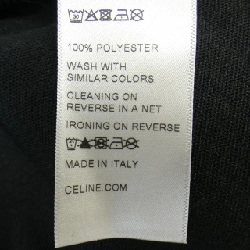 100% POLYESTER
WASH WITH
SIMILAR COLORS
CLEANING ON
REVERSE IN A NET
IRONING ON REVERSE
MADE IN ITALY
CELINE.COM